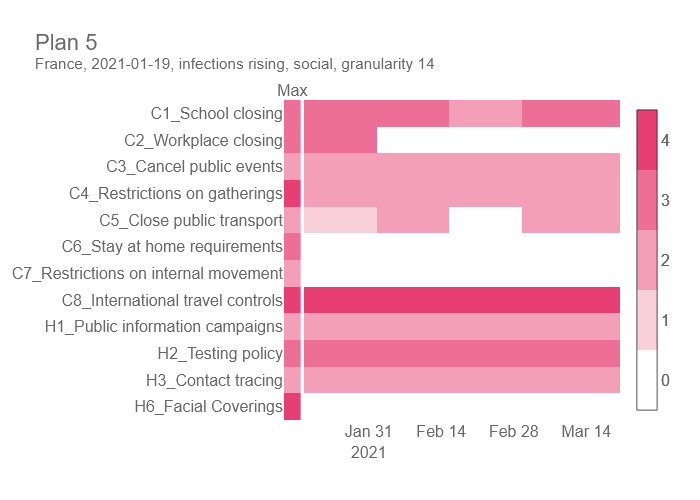 Plan 5
France, 2021-01-19, infections rising, social, granularity 14
Max
C1_School closing
C2_Workplace closing
C3_Cancel public events
C4_Restrictions on gatherings
C5_Close public transport
C6_Stay at home requirements
C7_Restrictions on internal movement
C8_International travel controls
H1_Public information campaigns
H2_Testing policy
H3_Contact tracing
H6_Facial Coverings
Jan 31
2021
Feb 14
Feb 28
Mar 14
4
3
2
1
0